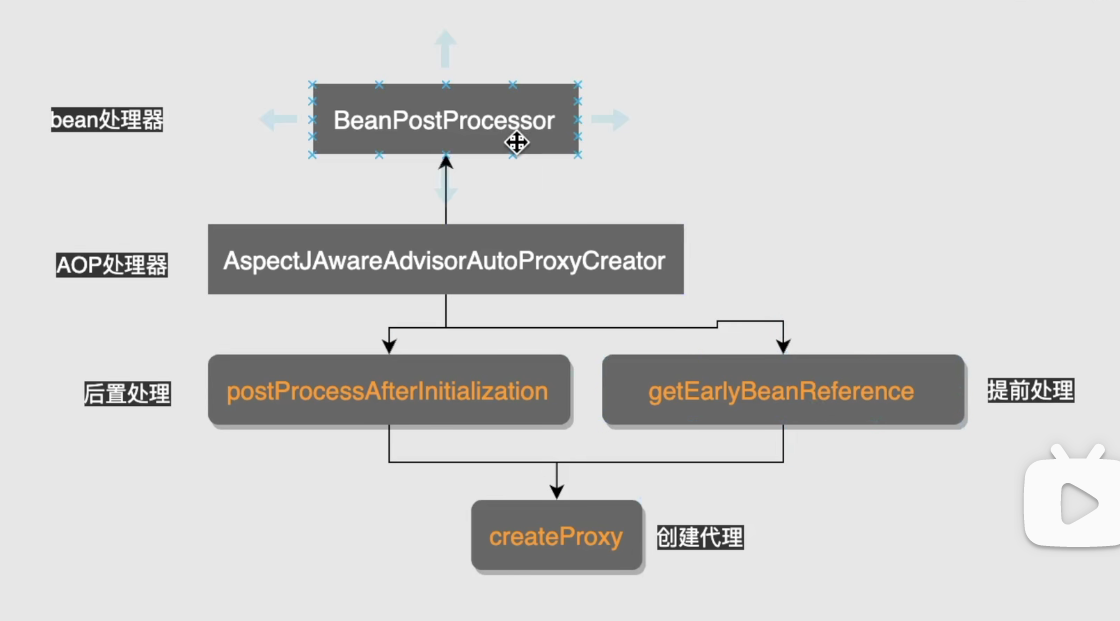 bean处理器
BeanPostProcessor
AOP处理器
AspectJAwareAdvisorAutoProxyCreator
后置处理
postProcessAfterInitialization
getEarlyBeanReference
提前处理
createProxy
创建代理